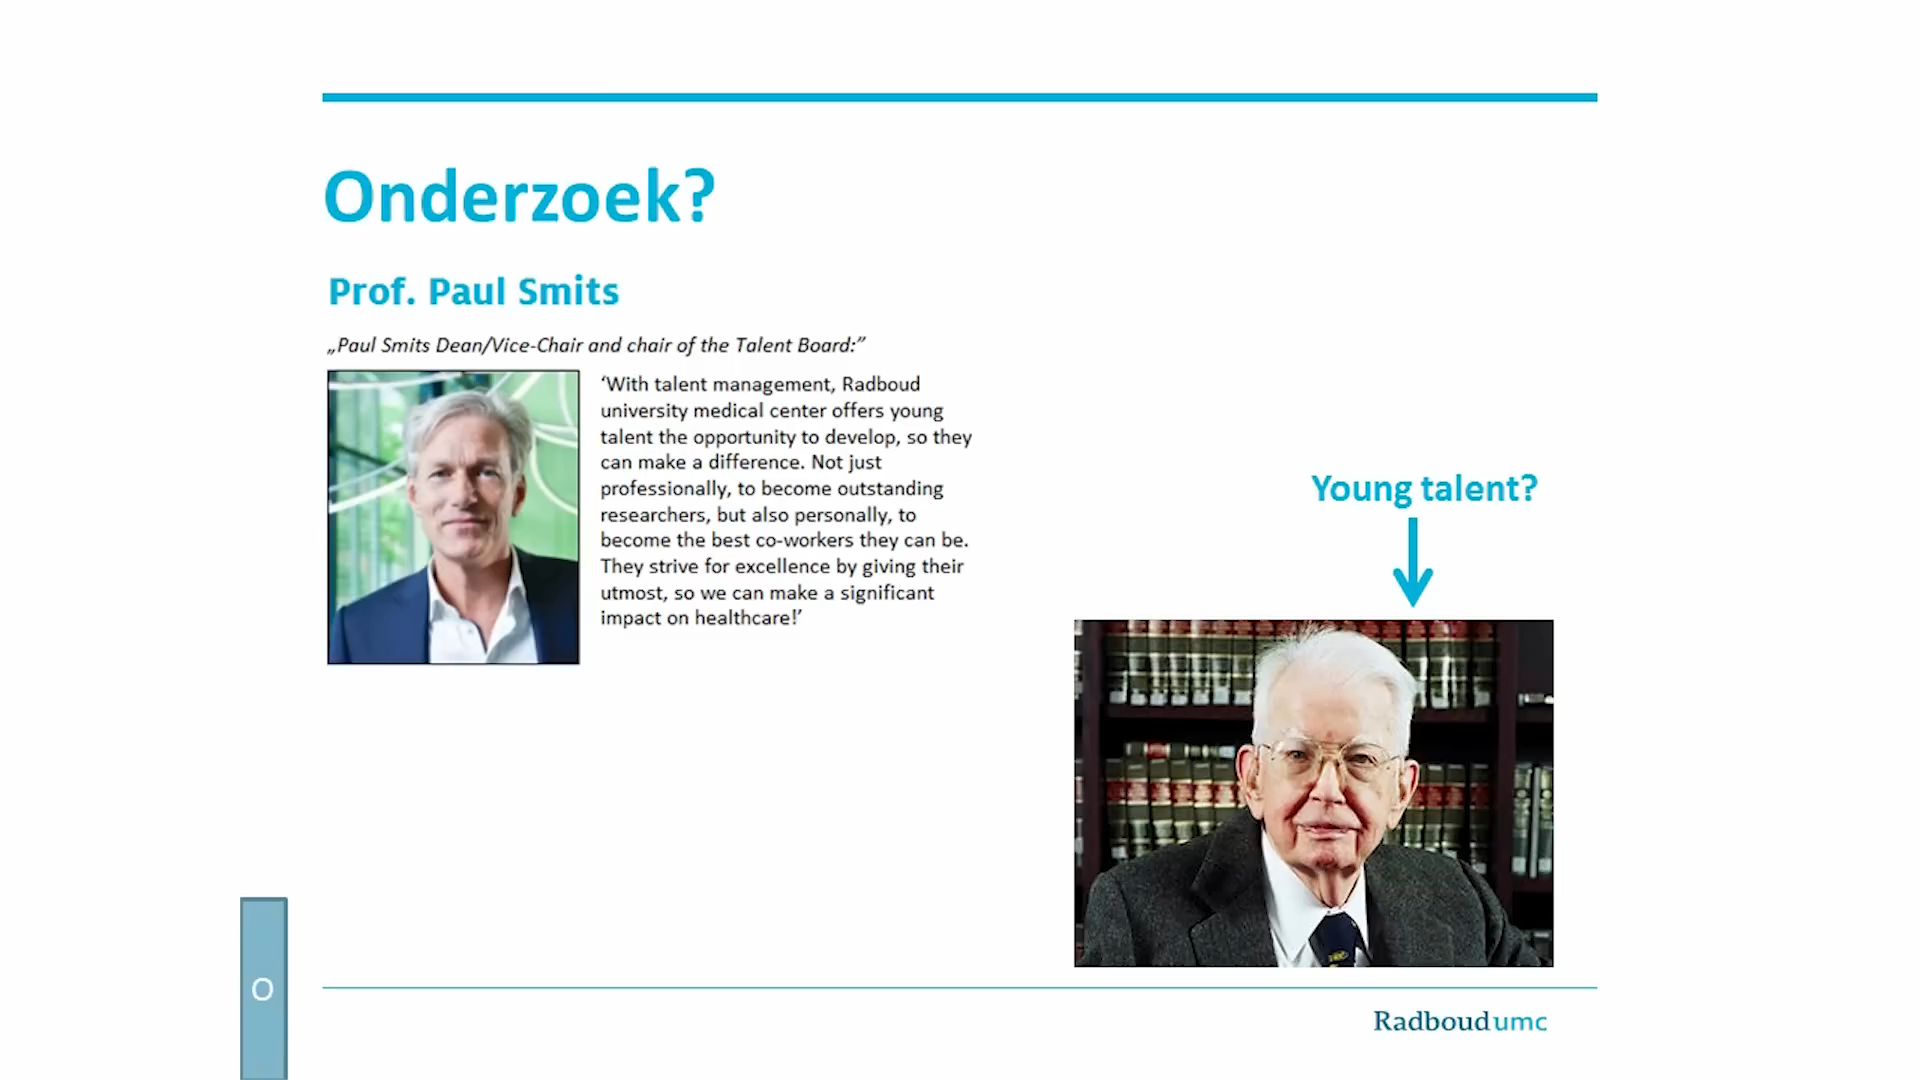 Onderzoek?
Prof. Paul Smits
„Paul Smits Dean/Vice-Chair and chair of the Talent Board:”
‘With talent management, Radboud
university medical center offers young
talent the opportunity to develop, so they
can make a difference. Not just
professionally, to become outstanding
researchers, but also personally, to
become the best co-workers they can be.
They strive for excellence by giving their
utmost, so we can make a significant
impact on healthcare!’
Young talent?
O
Radboudumc